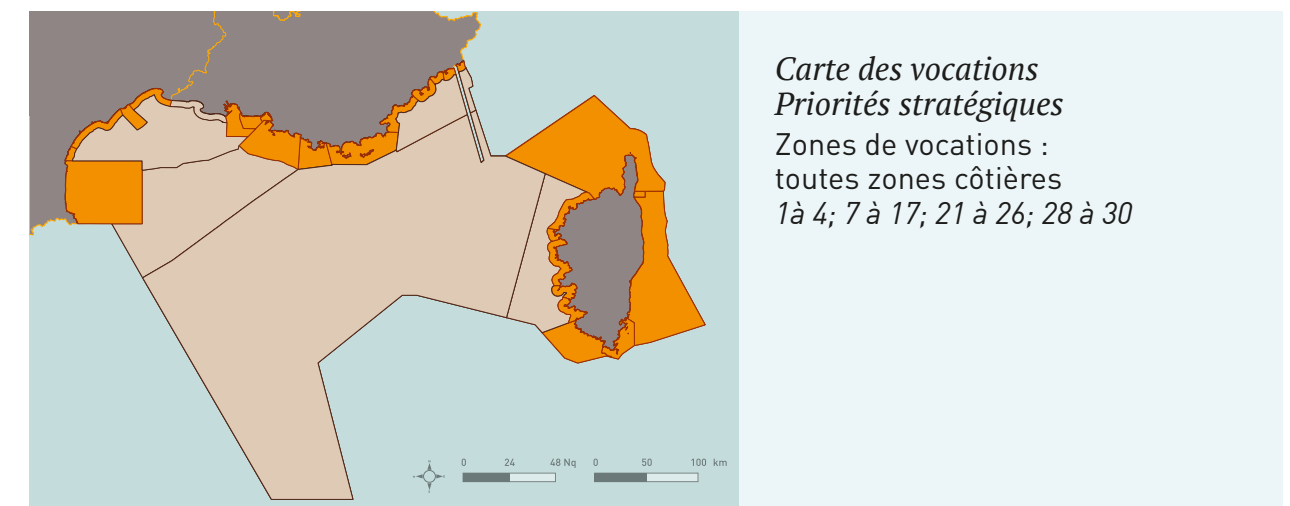 Carte des vocations
Priorités stratégiques
Zones de vocations :
toutes zones côtières
1à 4; 7 à 17; 21 à 26; 28 à 30
0 24 48 Nq 0 50 100 km